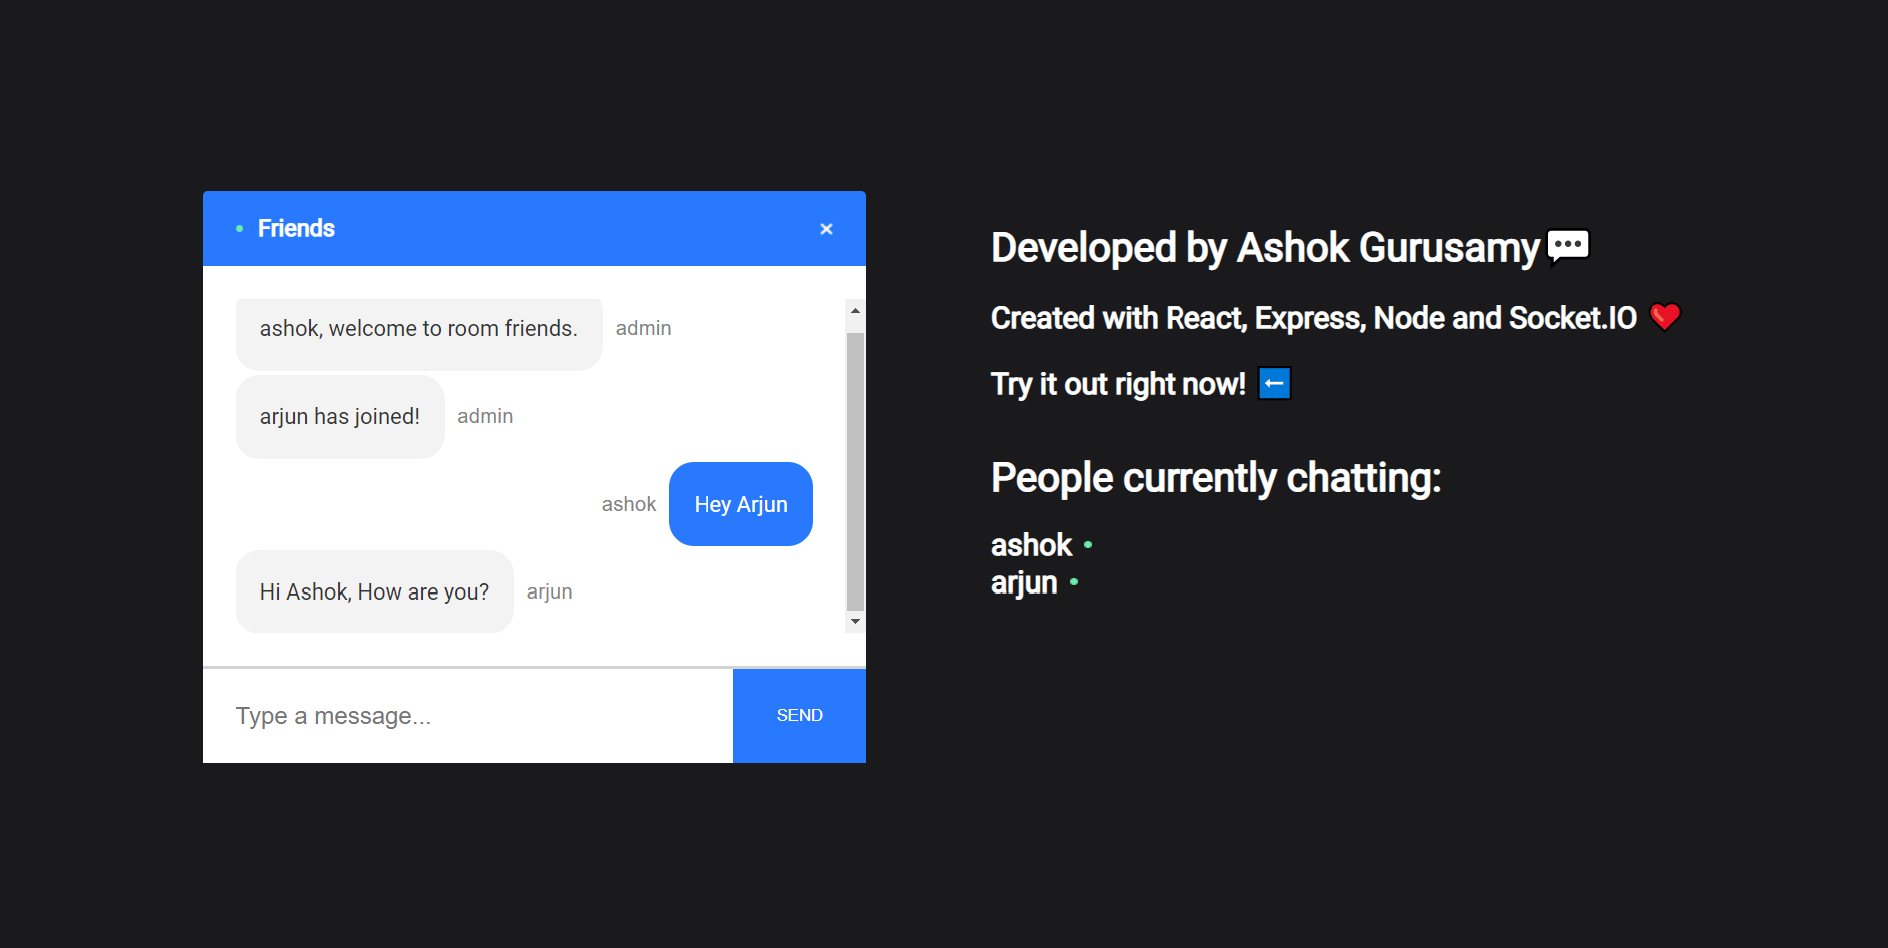 Friends
ashok, welcome to room friends. admin
arjun has joined! admin
ashok Hey Arjun
Hi Ashok, How are you? arjun
Type a message...
SEND
Developed by Ashok Gurusamy
Created with React, Express, Node and Socket.IO
Try it out right now!
People currently chatting:
ashok
arjun